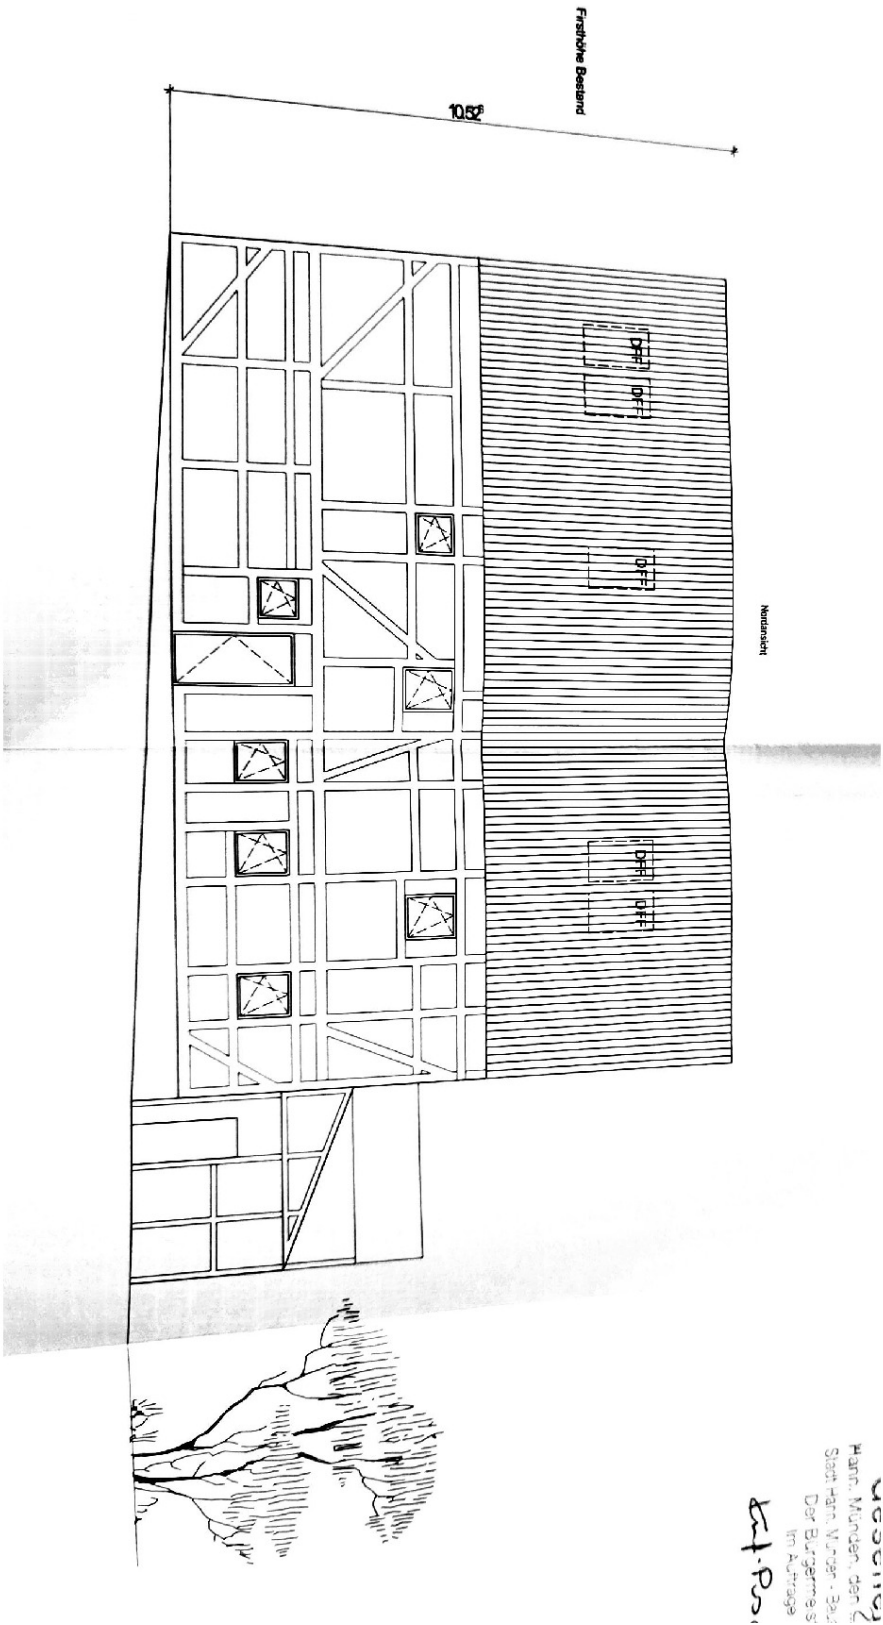 Firsthöhe Bestand
10.52⁶
Nordansicht
DFF
DFF
DFF
DFF
DFF
Hann. Münden, den
Stadt Hann. Münden - Bau
Der Bürgermeis
Im Auftrage